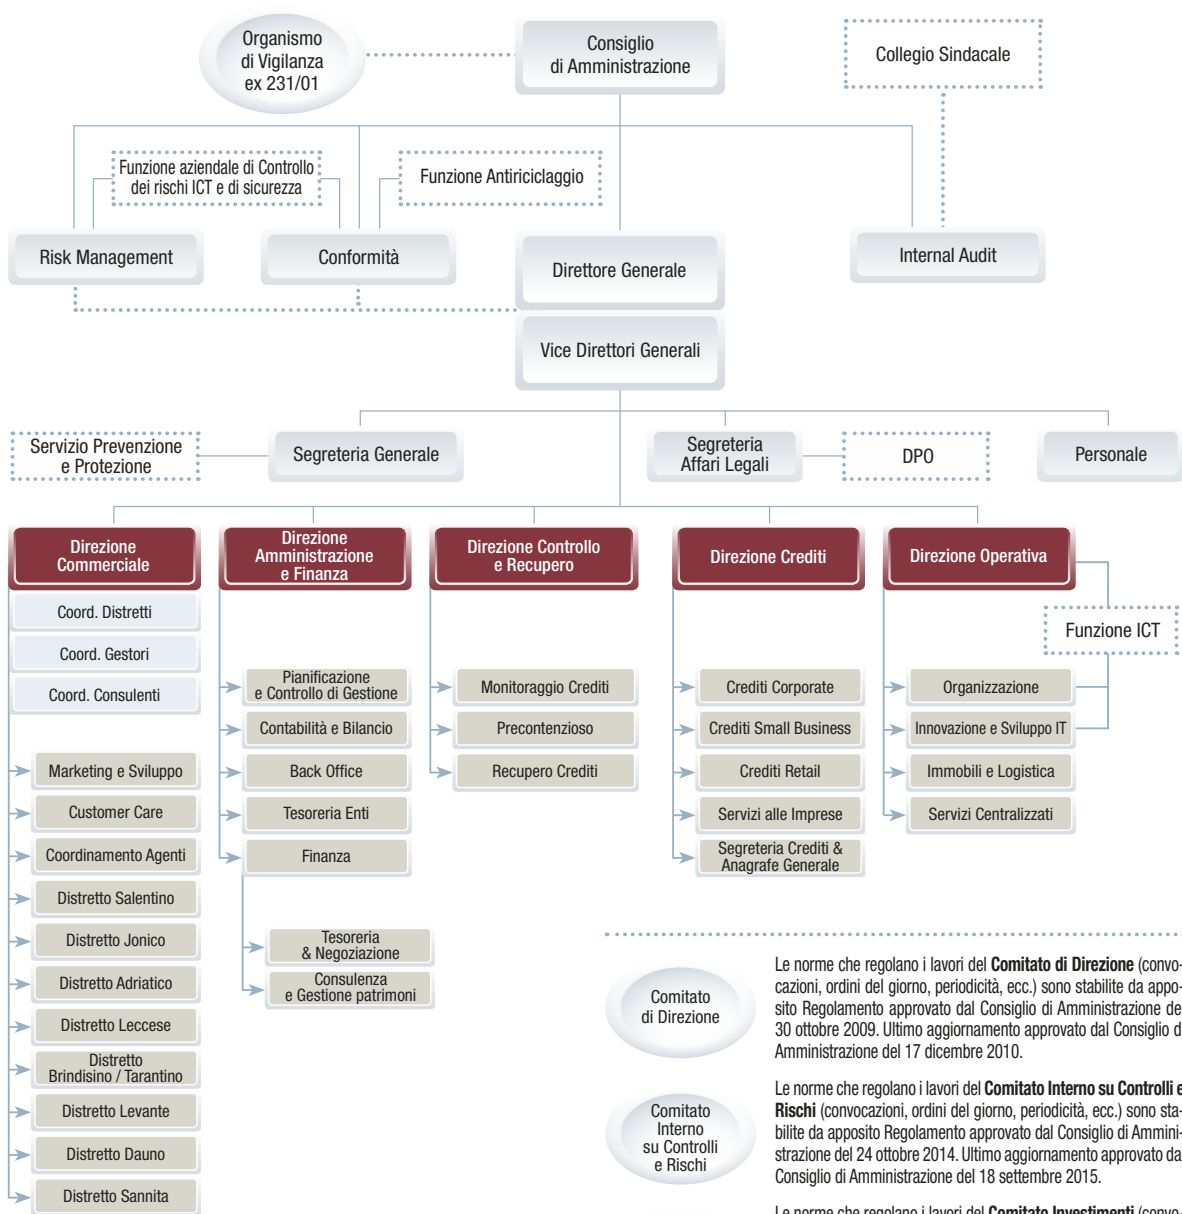 Organismo
di Vigilanza
ex 231/01
Consiglio
di Amministrazione
Collegio Sindacale
Funzione aziendale di Controllo
dei rischi ICT e di sicurezza
Funzione Antiriciclaggio
Risk Management
Conformità
Direttore Generale
Internal Audit
Vice Direttori Generali
Servizio Prevenzione
e Protezione
Segreteria Generale
Segreteria
Affari Legali
DPO
Personale
Direzione
Commerciale
Coord. Distretti
Coord. Gestori
Coord. Consulenti
Marketing e Sviluppo
Customer Care
Coordinamento Agenti
Distretto Salentino
Distretto Jonico
Distretto Adriatico
Distretto Leccese
Distretto
Brindisino / Tarantino
Distretto Levante
Distretto Dauno
Distretto Sannita
Direzione
Amministrazione
e Finanza
Pianificazione
e Controllo di Gestione
Contabilità e Bilancio
Back Office
Tesoreria Enti
Finanza
Tesoreria
& Negoziazione
Consulenza
e Gestione patrimoni
Direzione Controllo
e Recupero
Monitoraggio Crediti
Precontenzioso
Recupero Crediti
Direzione Crediti
Crediti Corporate
Crediti Small Business
Crediti Retail
Servizi alle Imprese
Segreteria Crediti &
Anagrafe Generale
Direzione Operativa
Funzione ICT
Organizzazione
Innovazione e Sviluppo IT
Immobili e Logistica
Servizi Centralizzati
Comitato
di Direzione
Le norme che regolano i lavori del Comitato di Direzione (convo-
cazioni, ordini del giorno, periodicità, ecc.) sono stabilite da appo-
sito Regolamento approvato dal Consiglio di Amministrazione de
30 ottobre 2009. Ultimo aggiornamento approvato dal Consiglio d
Amministrazione del 17 dicembre 2010.
Comitato
Interno
su Controlli
e Rischi
Le norme che regolano i lavori del Comitato Interno su Controlli e
Rischi (convocazioni, ordini del giorno, periodicità, ecc.) sono sta-
bilite da apposito Regolamento approvato dal Consiglio di Ammini-
strazione del 24 ottobre 2014. Ultimo aggiornamento approvato da
Consiglio di Amministrazione del 18 settembre 2015.
Le norme che regolano i lavori del Comitato Investimenti (convo-